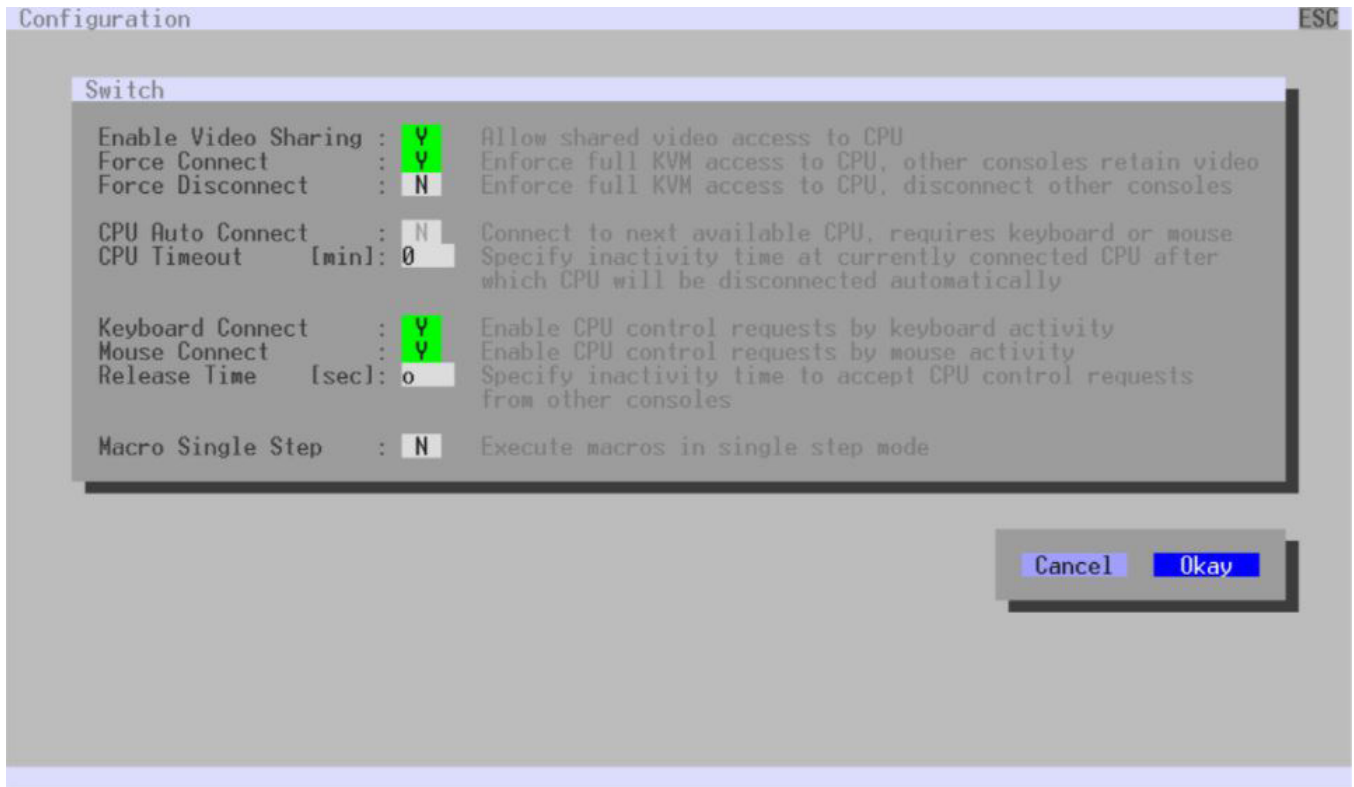 Configuration ESC
Switch
Enable Video Sharing : Y Allow shared video access to CPU
Force Connect : Y Enforce full KVM access to CPU, other consoles retain video
Force Disconnect : N Enforce full KVM access to CPU, disconnect other consoles
CPU Auto Connect : N Connect to next available CPU, requires keyboard or mouse
CPU Timeout [min]: 0 Specify inactivity time at currently connected CPU after
which CPU will be disconnected automatically
Keyboard Connect : Y Enable CPU control requests by keyboard activity
Mouse Connect : Y Enable CPU control requests by mouse activity
Release Time [sec]: o Specify inactivity time to accept CPU control requests
from other consoles
Macro Single Step : N Execute macros in single step mode
Cancel Okay